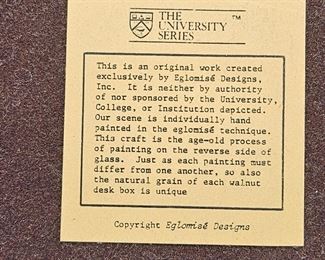 THE
UNIVERSITY
SERIES
™
This is an original work created
exclusively by Eglomisé Designs,
Inc. It is neither by authority
of nor sponsored by the University,
College, or Institution depicted.
Our scene is individually hand
painted in the eglomisé technique.
This craft is the age-old process
of painting on the reverse side of
glass. Just as each painting must
differ from one another, so also
the natural grain of each walnut
desk box is unique
Copyright Eglomisé Designs